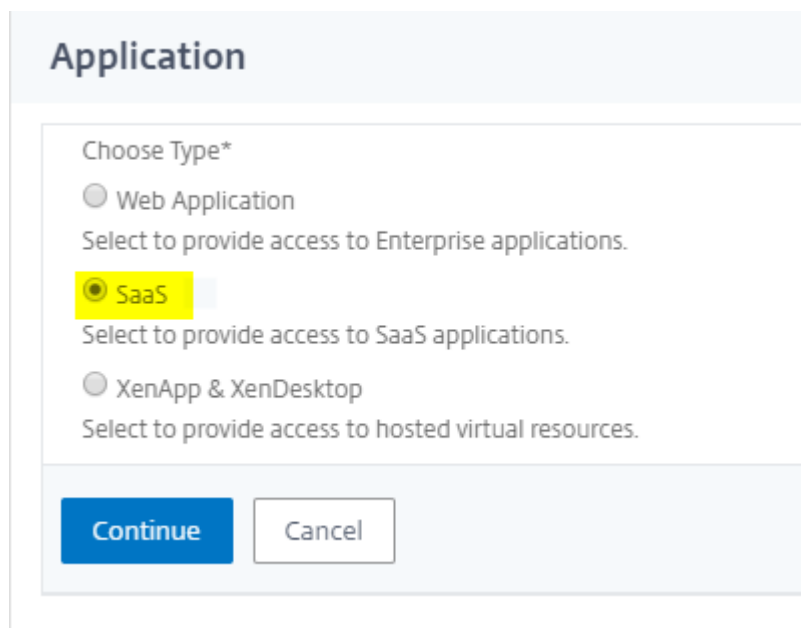 Application
Choose Type*
Web Application
Select to provide access to Enterprise applications.
SaaS
Select to provide access to SaaS applications.
XenApp & XenDesktop
Select to provide access to hosted virtual resources.
Continue
Cancel